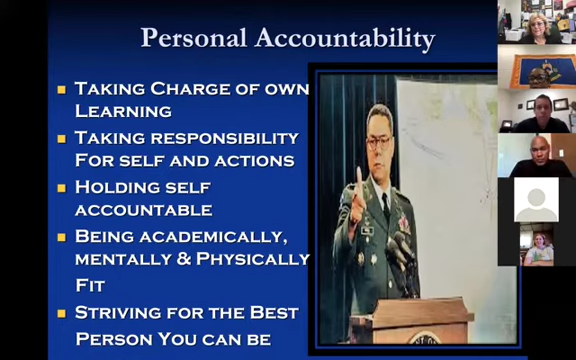 Personal Accountability
Taking Charge of own
Learning
Taking responsibility
For self and actions
Holding self
accountable
Being academically,
mentally & Physically
Fit
Striving for the Best
Person You can be